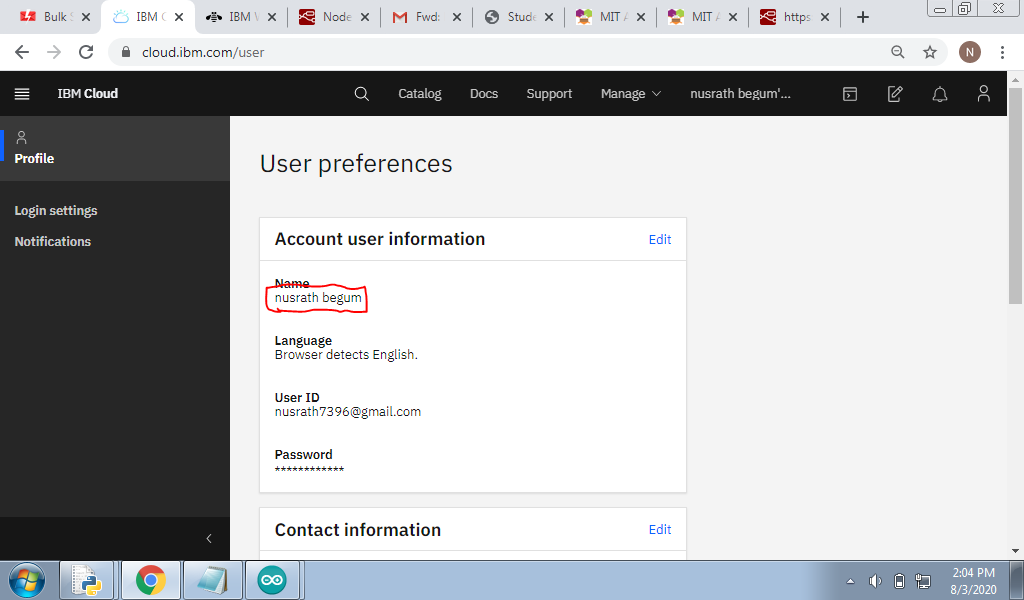 Bulk S
IBM C
IBM W
Node
Fwd:
Stude
MIT A
MIT A
https
cloud.ibm.com/user
N
IBM Cloud
Catalog
Docs
Support
Manage
nusrath begum'...
Profile
Login settings
Notifications
User preferences
Account user information
Edit
Name
nusrath begum
Language
Browser detects English.
User ID
nusrath7396@gmail.com
Password
************
Contact information
Edit
2:04 PM
8/3/2020